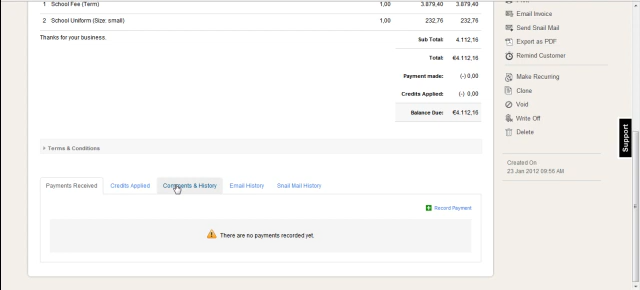 1 School Fee (Term) 1,00 3.879,40 3.879,40
2 School Uniform (Size: small) 1,00 232,76 232,76
Thanks for your business.
Sub Total: 4.112,16
Total: €4.112,16
Payment made: (-) 0,00
Credits Applied: (-) 0,00
Balance Due: €4.112,16
Terms & Conditions
Payments Received Credits Applied Comments & History Email History Snail Mail History
Record Payment
There are no payments recorded yet.
Email Invoice
Send Snail Mail
Export as PDF
Remind Customer
Make Recurring
Clone
Void
Write Off
Delete
Created On
23 Jan 2012 09:56 AM
Support